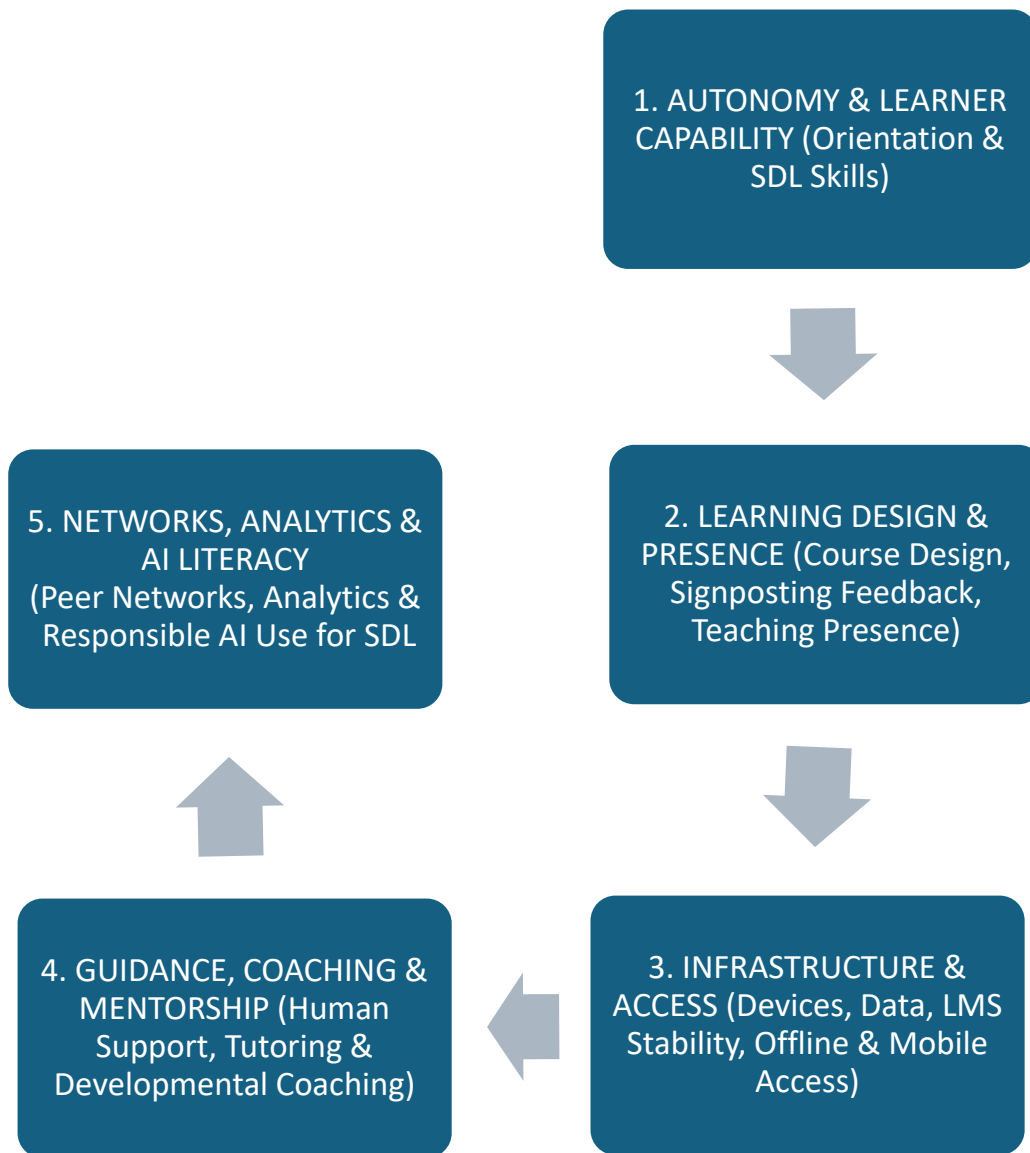 1. AUTONOMY & LEARNER
CAPABILITY (Orientation &
SDL Skills)
2. LEARNING DESIGN &
PRESENCE (Course Design,
Signposting Feedback,
Teaching Presence)
3. INFRASTRUCTURE &
ACCESS (Devices, Data, LMS
Stability, Offline & Mobile
Access)
4. GUIDANCE, COACHING &
MENTORSHIP (Human
Support, Tutoring &
Developmental Coaching)
5. NETWORKS, ANALYTICS &
AI LITERACY
(Peer Networks, Analytics &
Responsible AI Use for SDL